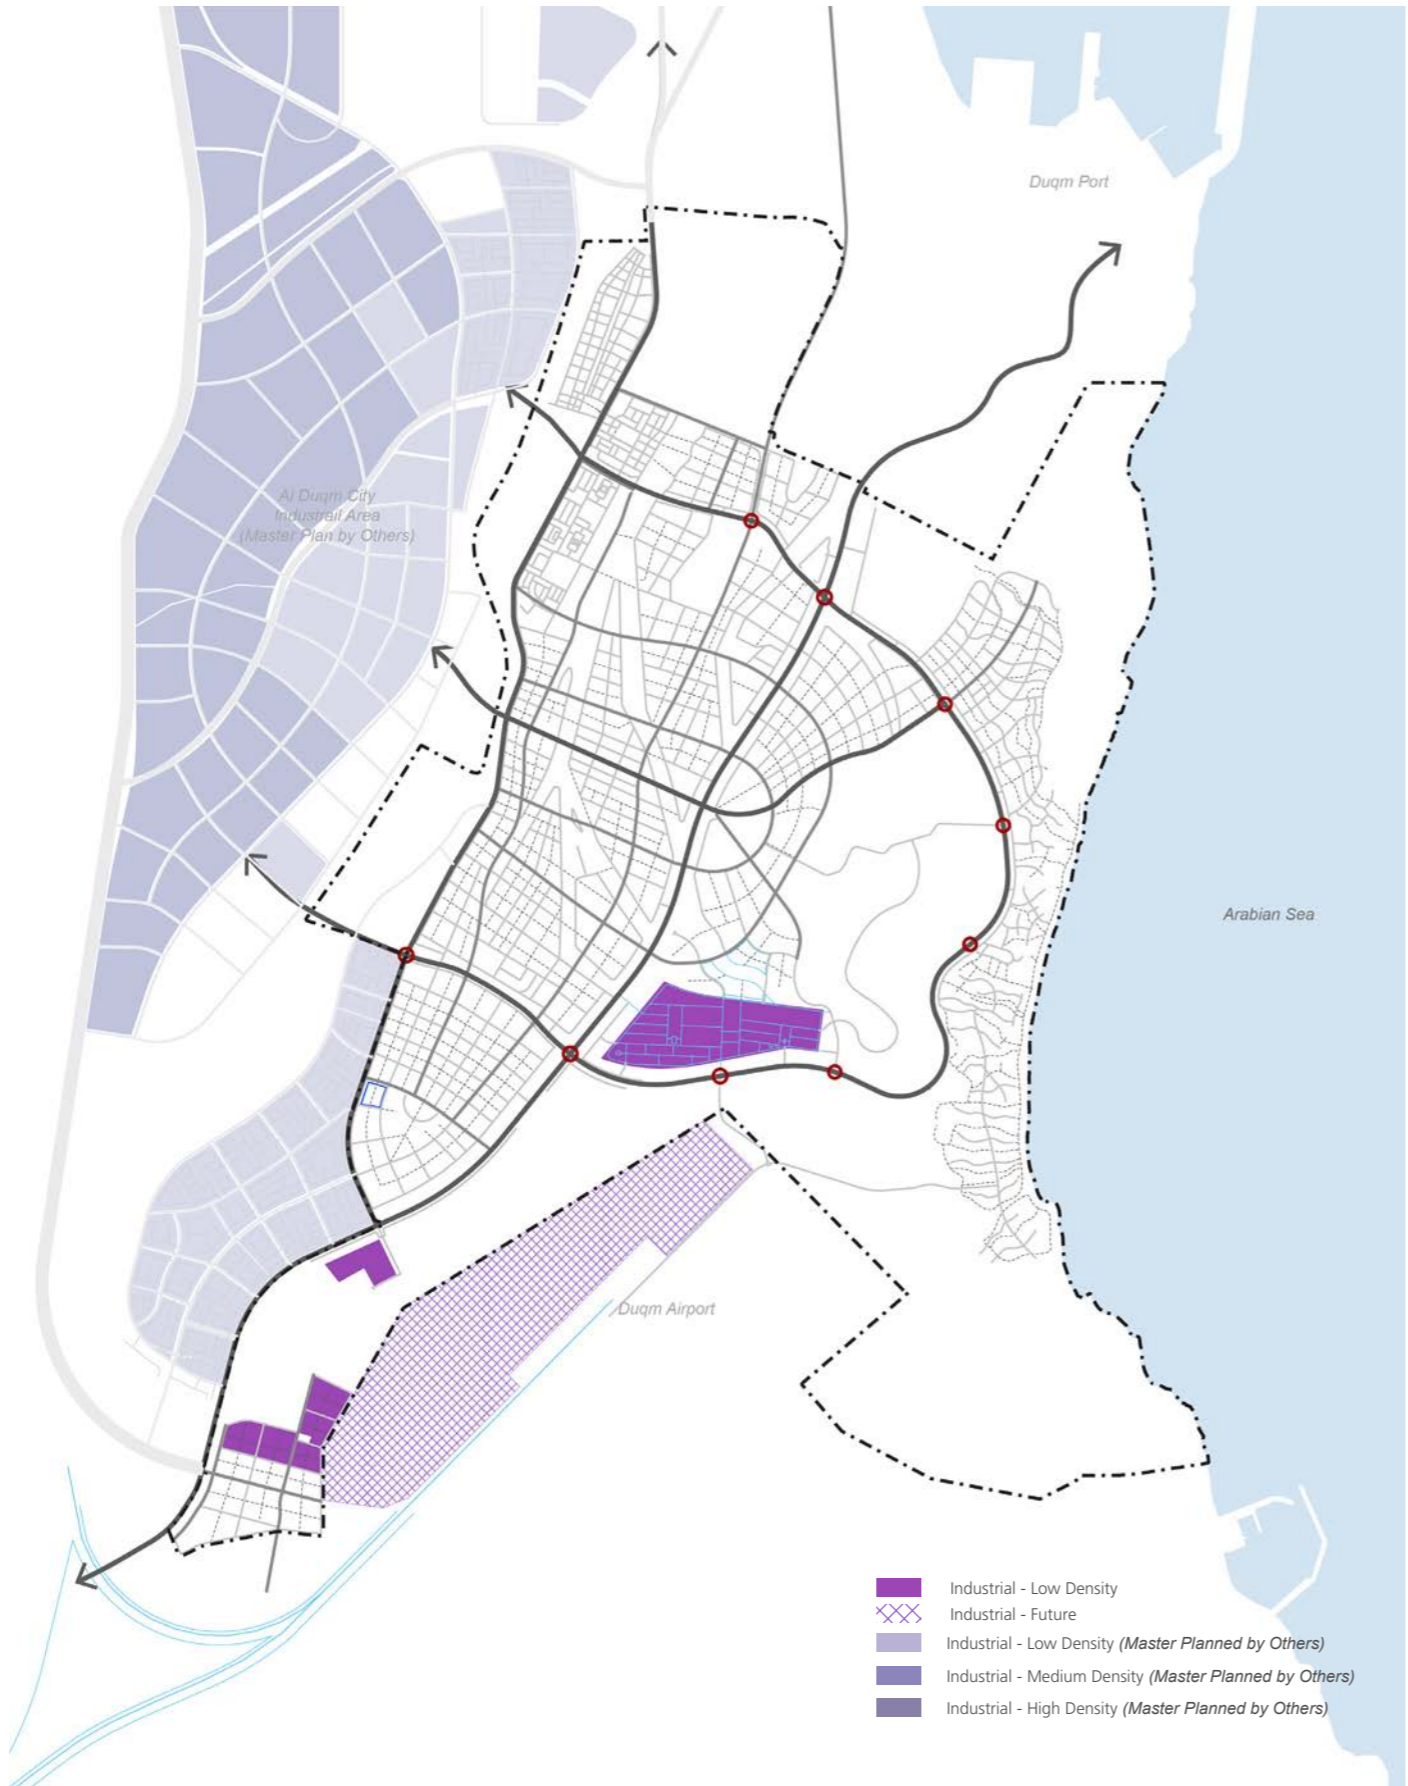 Duqm Port
Al Duqm City
Industrail Area
(Master Plan by Others)
Arabian Sea
Duqm Airport
Industrial - Low Density
Industrial - Future
Industrial - Low Density (Master Planned by Others)
Industrial - Medium Density (Master Planned by Others)
Industrial - High Density (Master Planned by Others)